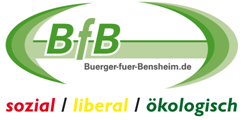 BfB
Buerger-fuer-Bensheim.de
sozial / liberal / ökologisch